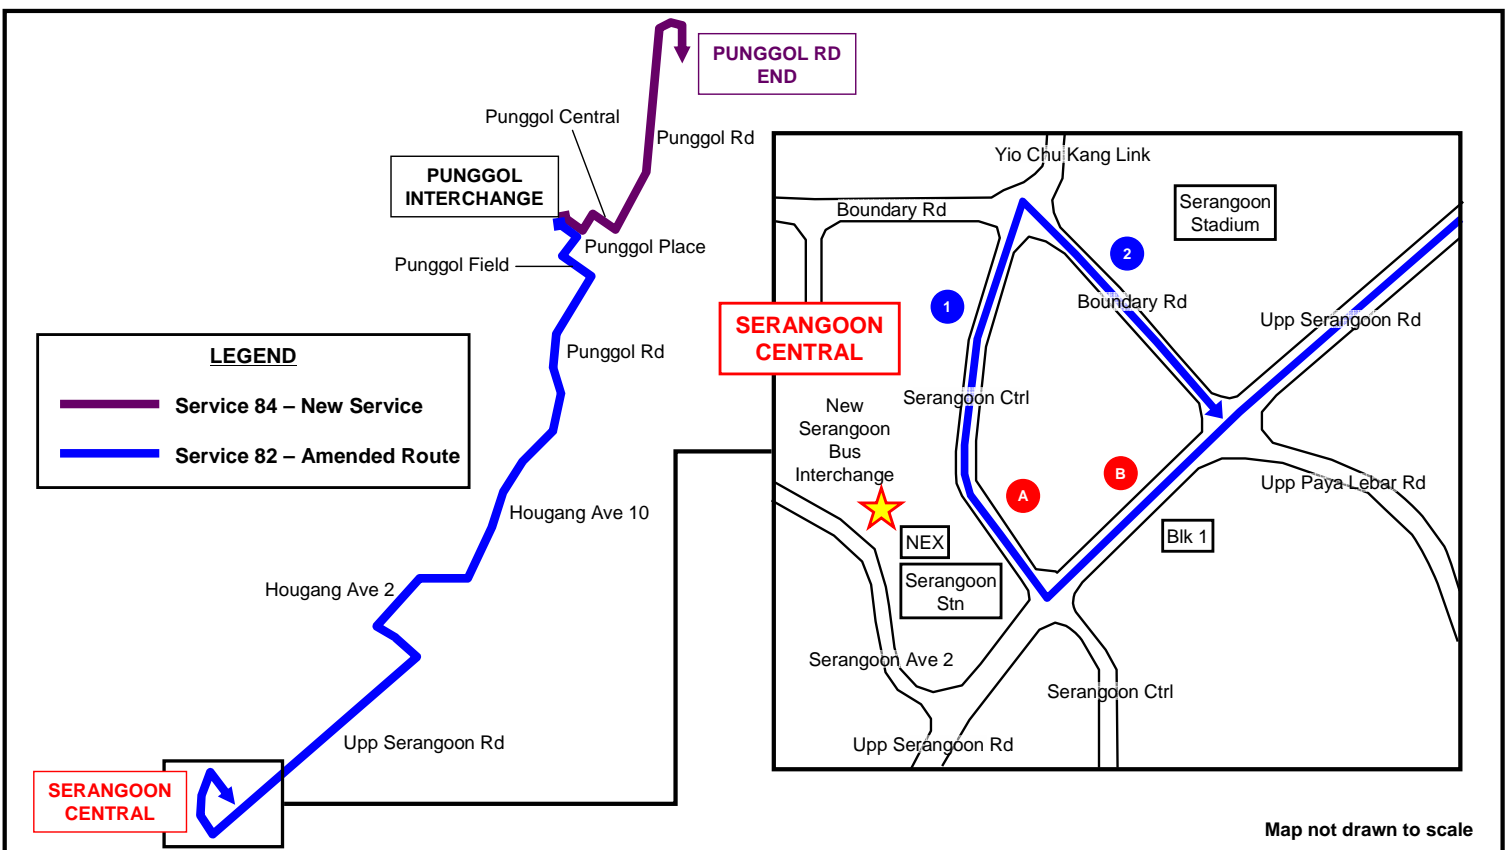 PUNGGOL RD
END
Punggol Central
Punggol Rd
PUNGGOL
INTERCHANGE
Punggol Place
Punggol Field
Punggol Rd
LEGEND
Service 84 – New Service
Service 82 – Amended Route
Hougang Ave 10
Hougang Ave 2
Upp Serangoon Rd
SERANGOON
CENTRAL
Yio Chu Kang Link
Boundary Rd
Serangoon
Stadium
2
1
Boundary Rd
Upp Serangoon Rd
SERANGOON
CENTRAL
Serangoon Ctrl
New
Serangoon
Bus
Interchange
A
B
Upp Paya Lebar Rd
NEX
Blk 1
Serangoon
Stn
Serangoon Ave 2
Serangoon Ctrl
Upp Serangoon Rd
Map not drawn to scale